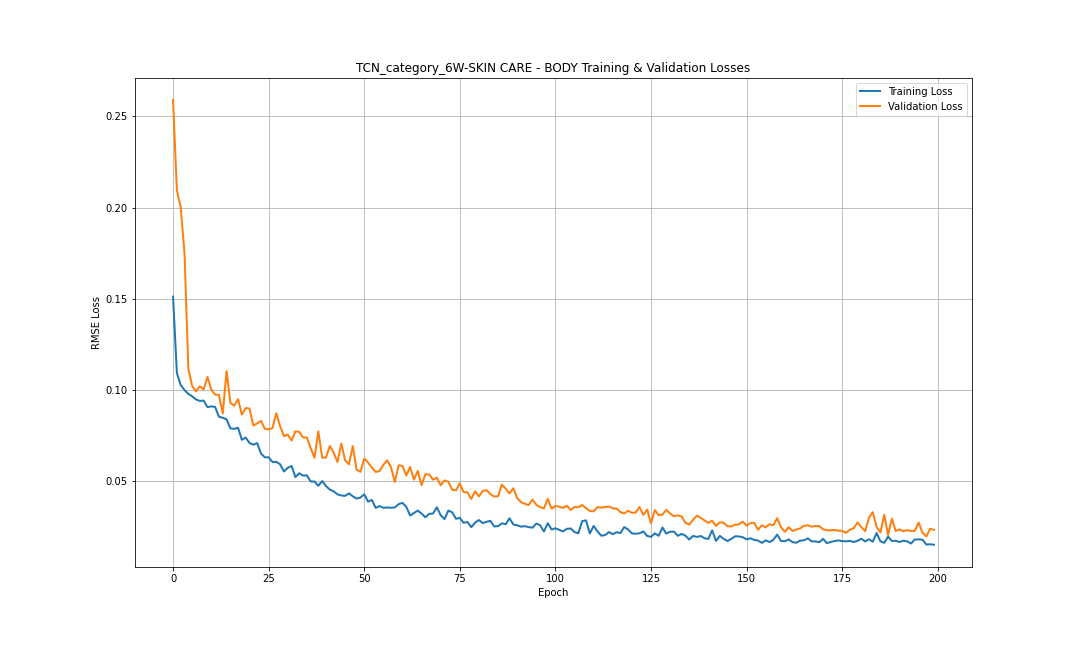 TCN_category_6W-SKIN CARE - BODY Training & Validation Losses
Training Loss
Validation Loss
RMSE Loss
0.25
0.20
0.15
0.10
0.05
0 25 50 75 100 125 150 175 200
Epoch